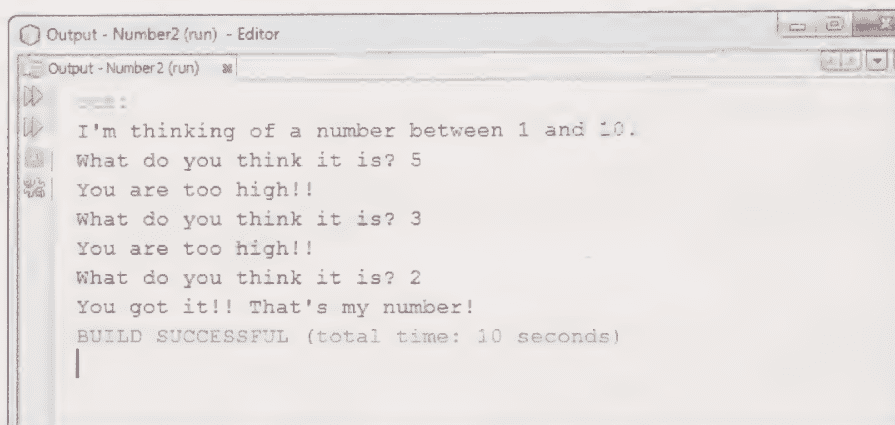 Output - Number2 (run) - Editor
Output - Number2 (run)
I'm thinking of a number between 1 and 10.
What do you think it is? 5
You are too high!!
What do you think it is? 3
You are too high!!
What do you think it is? 2
You got it!! That's my number!
BUILD SUCCESSFUL (total time: 10 seconds)